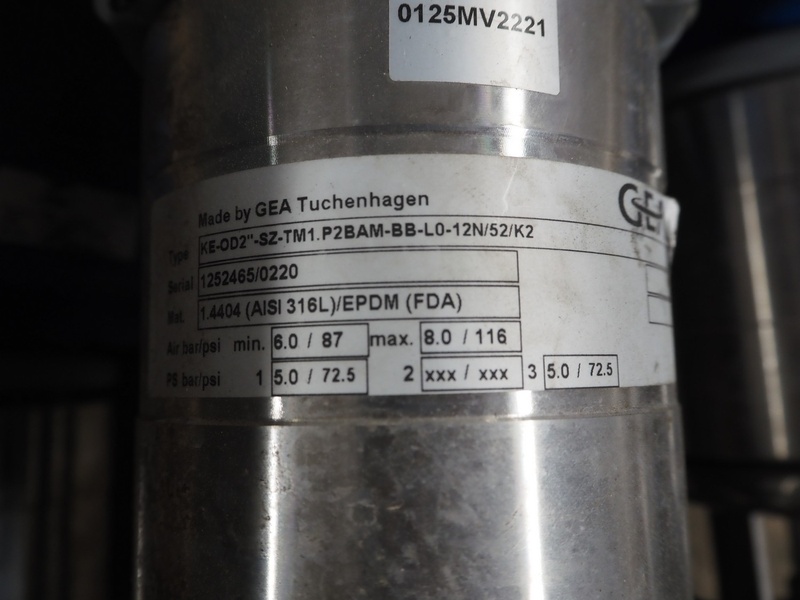 0125MV2221
Made by GEA Tuchenhagen
GEA
Type KE-OD2"-SZ-TM1.P2BAM-BB-L0-12N/52/K2
Serial 1252465/0220
Mat. 1.4404 (AISI 316L)/EPDM (FDA)
Air bar/psi min. 6.0 / 87 max. 8.0 / 116
PS bar/psi 1 5.0 / 72.5 2 xxx / xxx 3 5.0 / 72.5